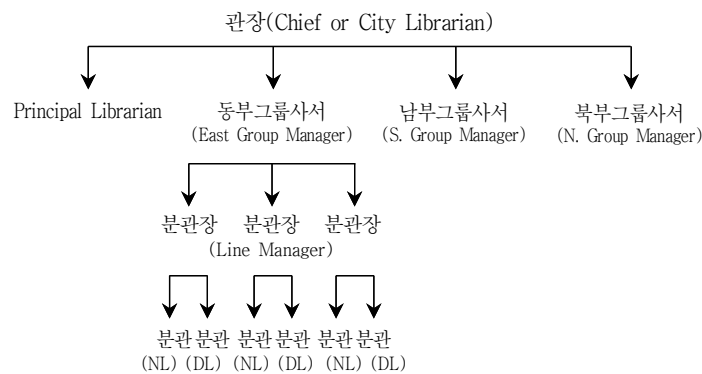 관장(Chief or City Librarian)
Principal Librarian 동부그룹사서 남부그룹사서 북부그룹사서
(East Group Manager) (S. Group Manager) (N. Group Manager)
분관장 분관장 분관장
(Line Manager)
분관 분관 분관 분관 분관 분관
(NL) (DL) (NL) (DL) (NL) (DL)